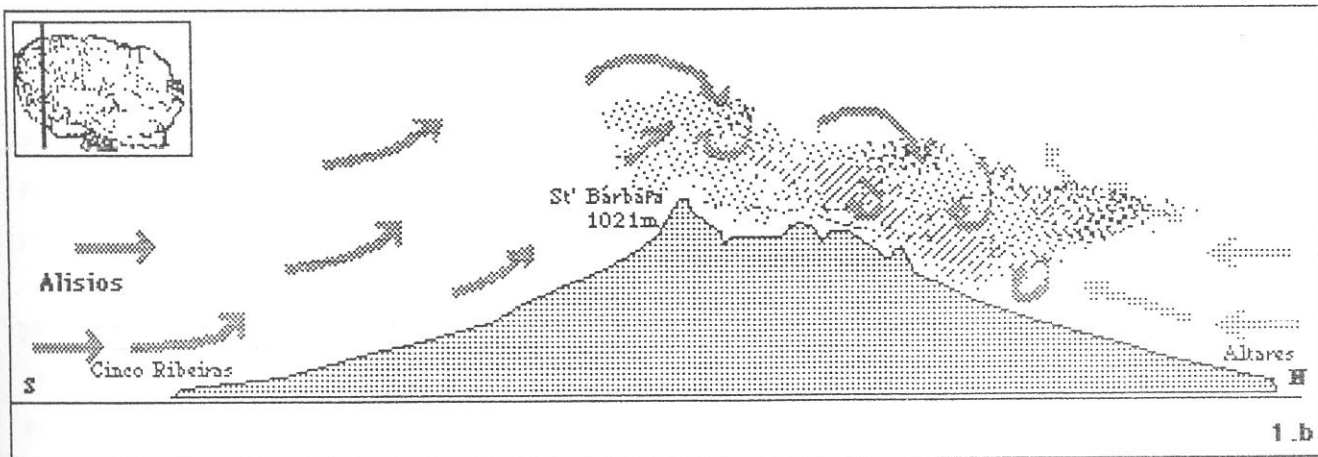 St' Bárbara
1021m
Alisios
Cinco Ribeiras
Altares
S
N
1.b